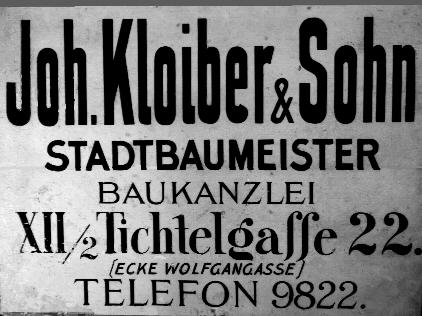 Joh. Kloiber & Sohn
STADTBAUMEISTER
BAUKANZLEI
XII/2 Tichtelgaſſe 22.
(ECKE WOLFGANGASSE)
TELEFON 9822.